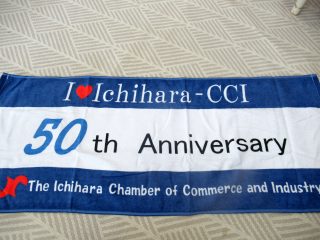 I❤Ichihara-CCI
50th Anniversary
The Ichihara Chamber of Commerce and Industry